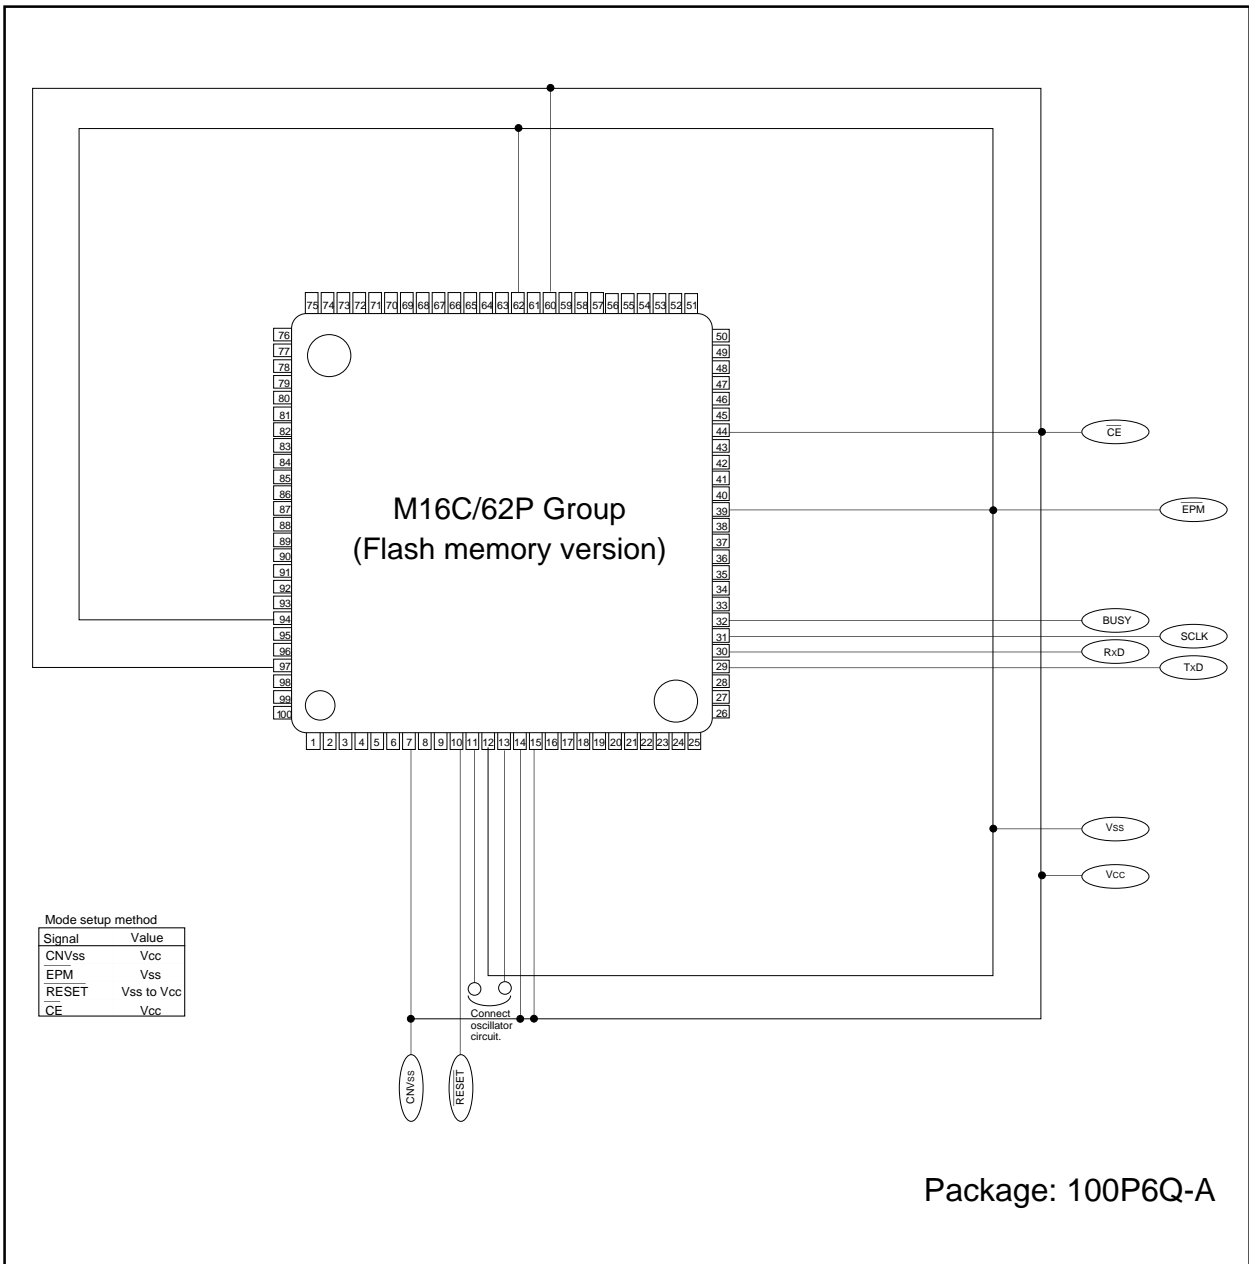 75 74 73 72 71 70 69 68 67 66 65 64 63 62 61 60 59 58 57 56 55 54 53 52 51
76
77
78
79
80
81
82
83
84
85
86
87
88
89
90
91
92
93
94
95
96
97
98
99
100
M16C/62P Group
(Flash memory version)
50
49
48
47
46
45
44
43
42
41
40
39
38
37
36
35
34
33
32
31
30
29
28
27
26
CE
EPM
BUSY
SCLK
RxD
TxD
1 2 3 4 5 6 7 8 9 10 11 12 13 14 15 16 17 18 19 20 21 22 23 24 25
Vss
Vcc
Mode setup method
Signal Value
CNVss Vcc
EPM Vss
RESET Vss to Vcc
CE Vcc
Connect
oscillator
circuit.
CNVss
RESET
Package: 100P6Q-A